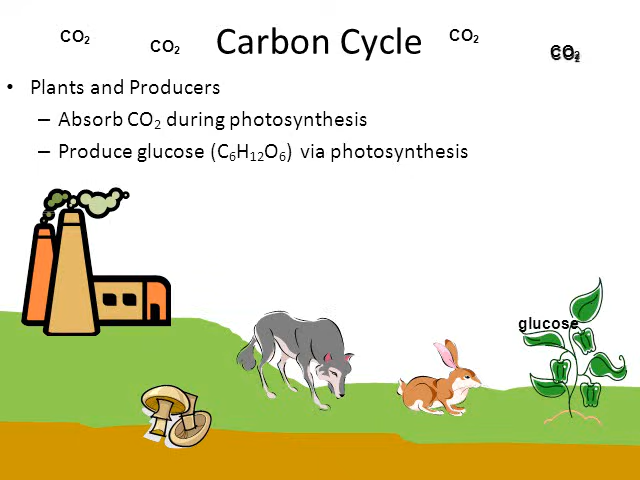 CO₂
CO₂
Carbon Cycle
CO₂
CO₂
CO₂
• Plants and Producers
– Absorb CO₂ during photosynthesis
– Produce glucose (C₆H₁₂O₆) via photosynthesis
glucose